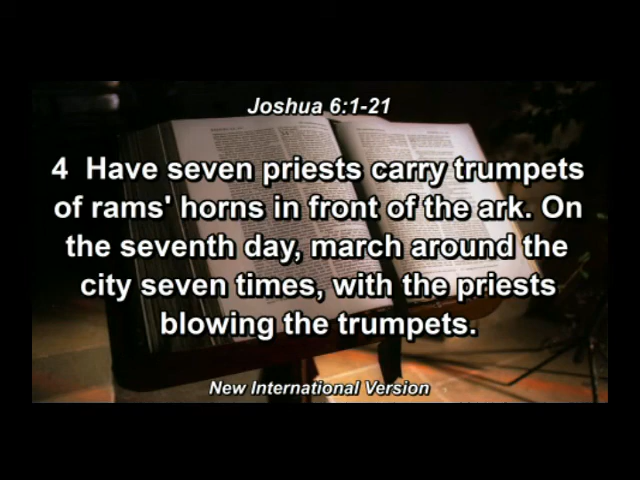 Joshua 6:1-21
4 Have seven priests carry trumpets
of rams' horns in front of the ark. On
the seventh day, march around the
city seven times, with the priests
blowing the trumpets.
New International Version